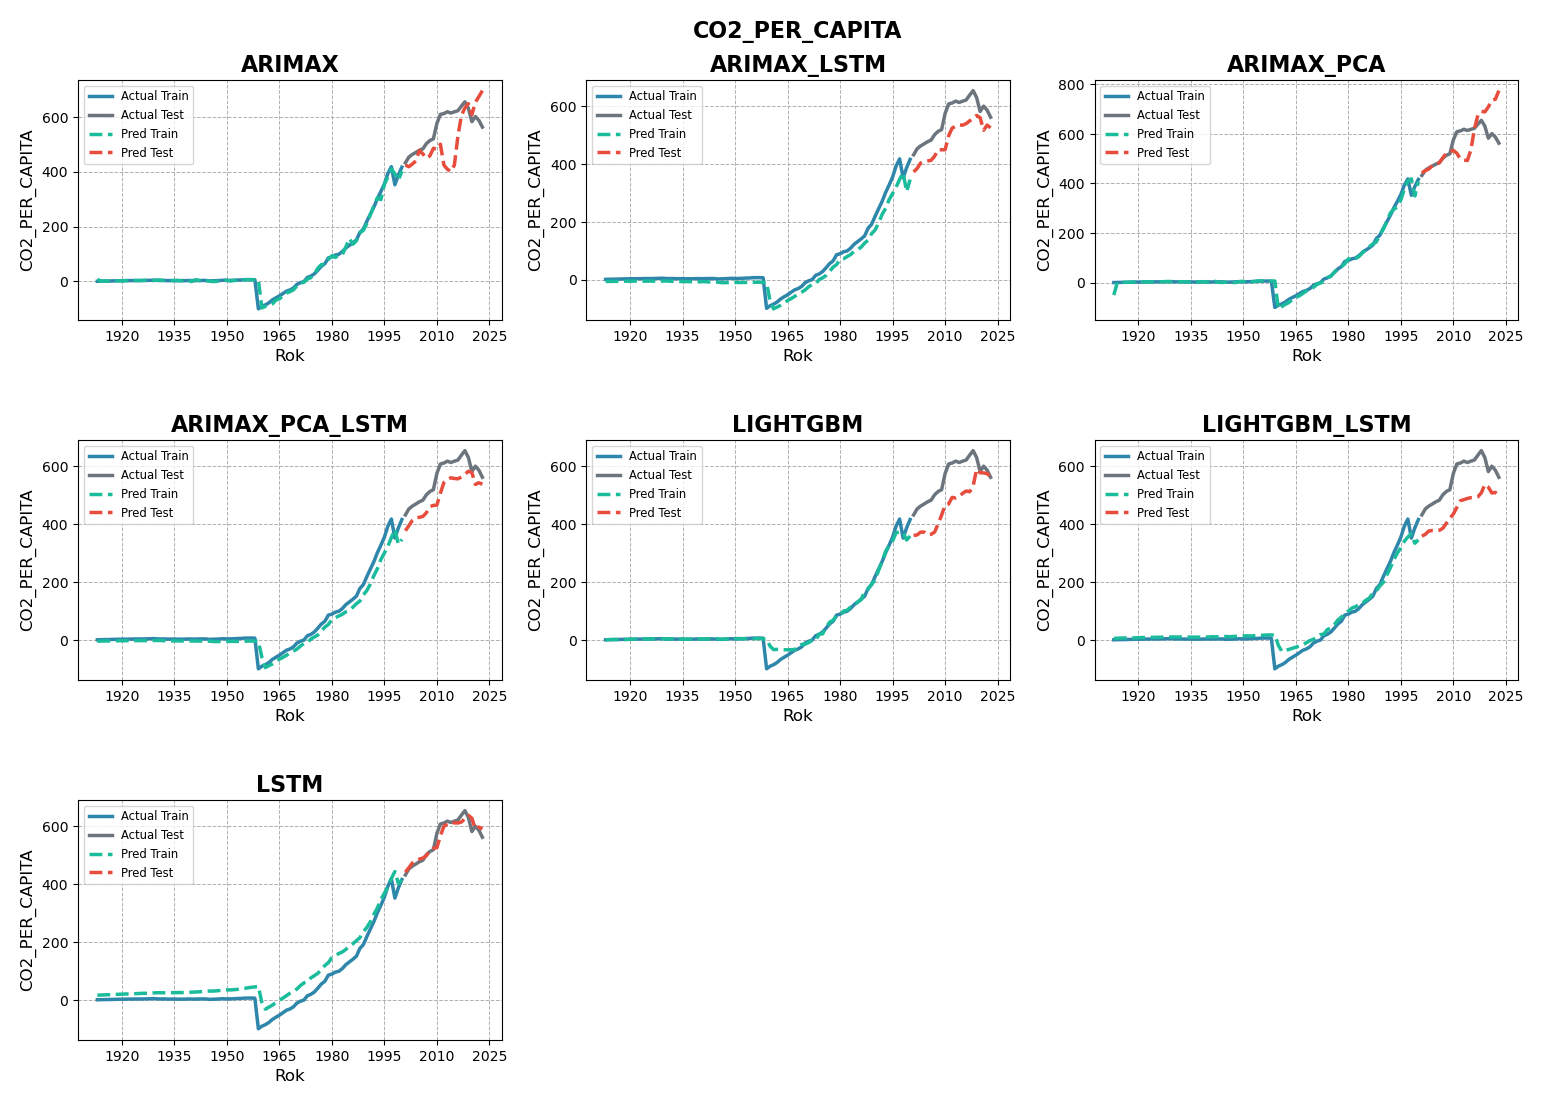 CO2_PER_CAPITA
ARIMAX
CO2_PER_CAPITA
600
400
200
0
Actual Train
Actual Test
Pred Train
Pred Test
1920 1935 1950 1965 1980 1995 2010 2025
Rok
ARIMAX_LSTM
CO2_PER_CAPITA
600
400
200
0
Actual Train
Actual Test
Pred Train
Pred Test
1920 1935 1950 1965 1980 1995 2010 2025
Rok
ARIMAX_PCA
CO2_PER_CAPITA
800
600
400
200
0
Actual Train
Actual Test
Pred Train
Pred Test
1920 1935 1950 1965 1980 1995 2010 2025
Rok
ARIMAX_PCA_LSTM
CO2_PER_CAPITA
600
400
200
0
Actual Train
Actual Test
Pred Train
Pred Test
1920 1935 1950 1965 1980 1995 2010 2025
Rok
LIGHTGBM
CO2_PER_CAPITA
600
400
200
0
Actual Train
Actual Test
Pred Train
Pred Test
1920 1935 1950 1965 1980 1995 2010 2025
Rok
LIGHTGBM_LSTM
CO2_PER_CAPITA
600
400
200
0
Actual Train
Actual Test
Pred Train
Pred Test
1920 1935 1950 1965 1980 1995 2010 2025
Rok
LSTM
CO2_PER_CAPITA
600
400
200
0
Actual Train
Actual Test
Pred Train
Pred Test
1920 1935 1950 1965 1980 1995 2010 2025
Rok